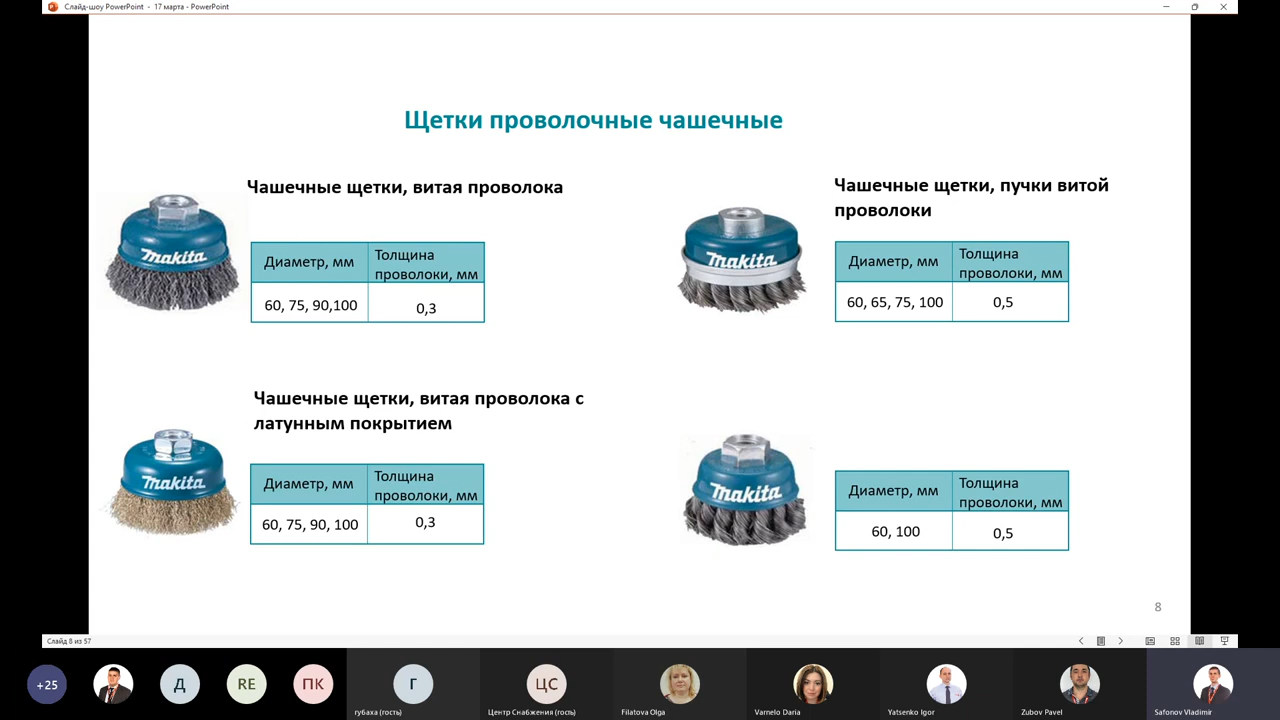 Слайд-шоу PowerPoint - 17 марта - PowerPoint
Щетки проволочные чашечные
Чашечные щетки, витая проволока
makita
Диаметр, мм
Толщина
проволоки, мм
60, 75, 90,100
0,3
Чашечные щетки, пучки витой
проволоки
makita
Диаметр, мм
Толщина
проволоки, мм
60, 65, 75, 100
0,5
Чашечные щетки, витая проволока с
латунным покрытием
makita
Диаметр, мм
Толщина
проволоки, мм
60, 75, 90, 100
0,3
makita
Диаметр, мм
Толщина
проволоки, мм
60, 100
0,5
8
Слайд 8 из 57
+25
Д
RE
ПК
Г
губаха (гость)
ЦС
Центр Снабжения (гость)
Filatova Olga
Varnelo Daria
Yatsenko Igor
Zubov Pavel
Safonov Vladimir